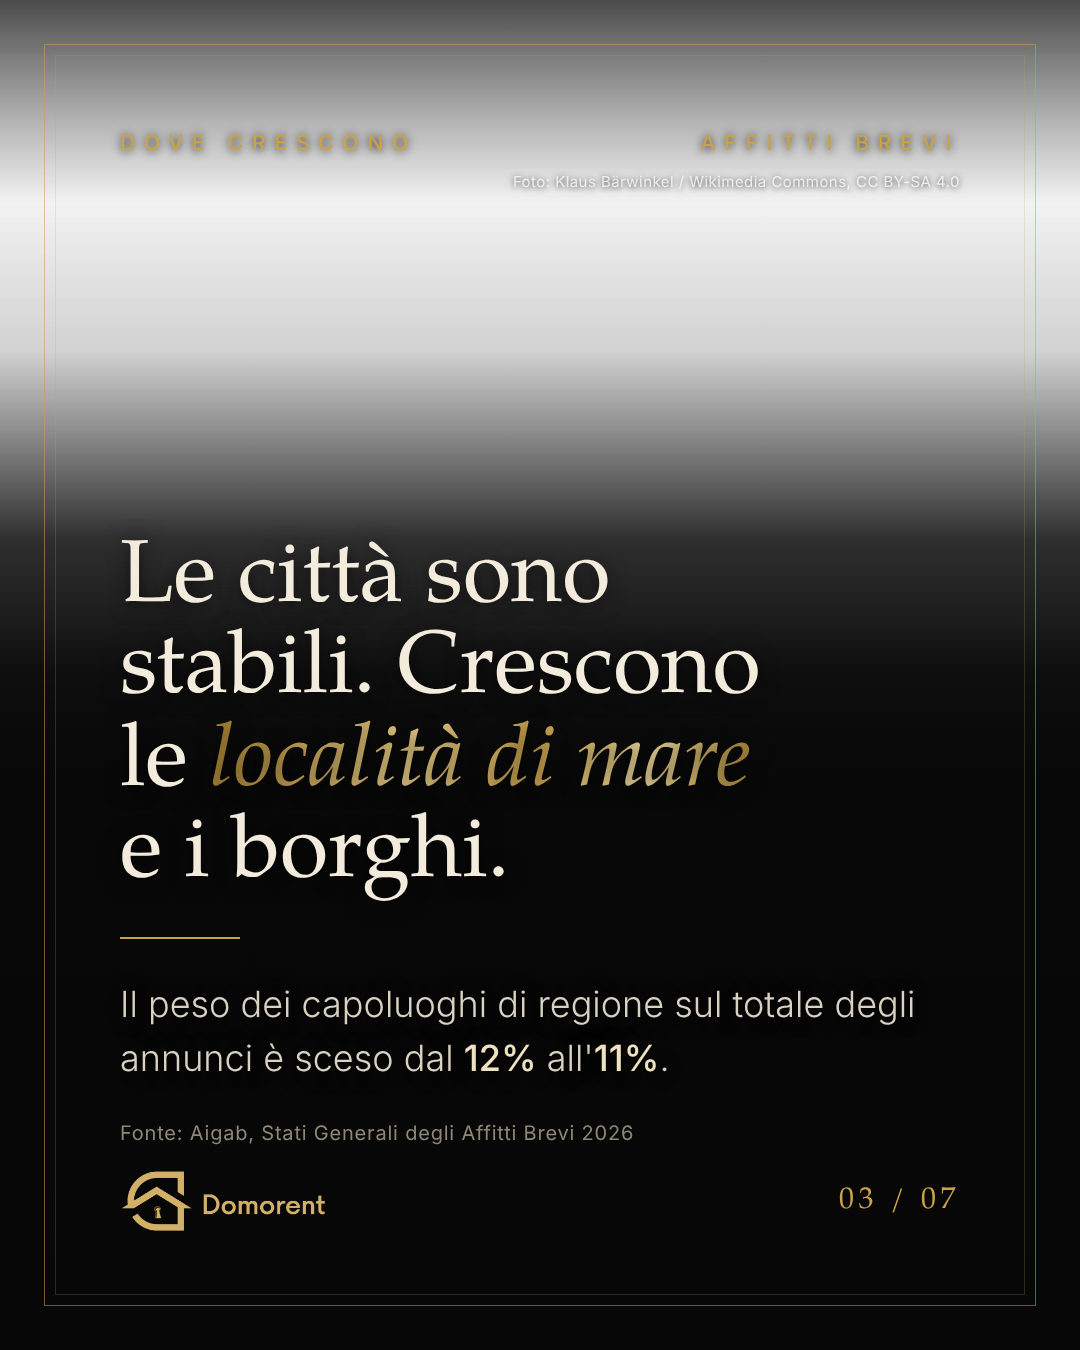 DOVE CRESCONO
AFFITTI BREVI
Foto: Klaus Bärwinkel / Wikimedia Commons, CC BY-SA 4.0
Le città sono
stabili. Crescono
le località di mare
e i borghi.
Il peso dei capoluoghi di regione sul totale degli
annunci è sceso dal 12% all'11%.
Fonte: Aigab, Stati Generali degli Affitti Brevi 2026
Domorent
03 / 07